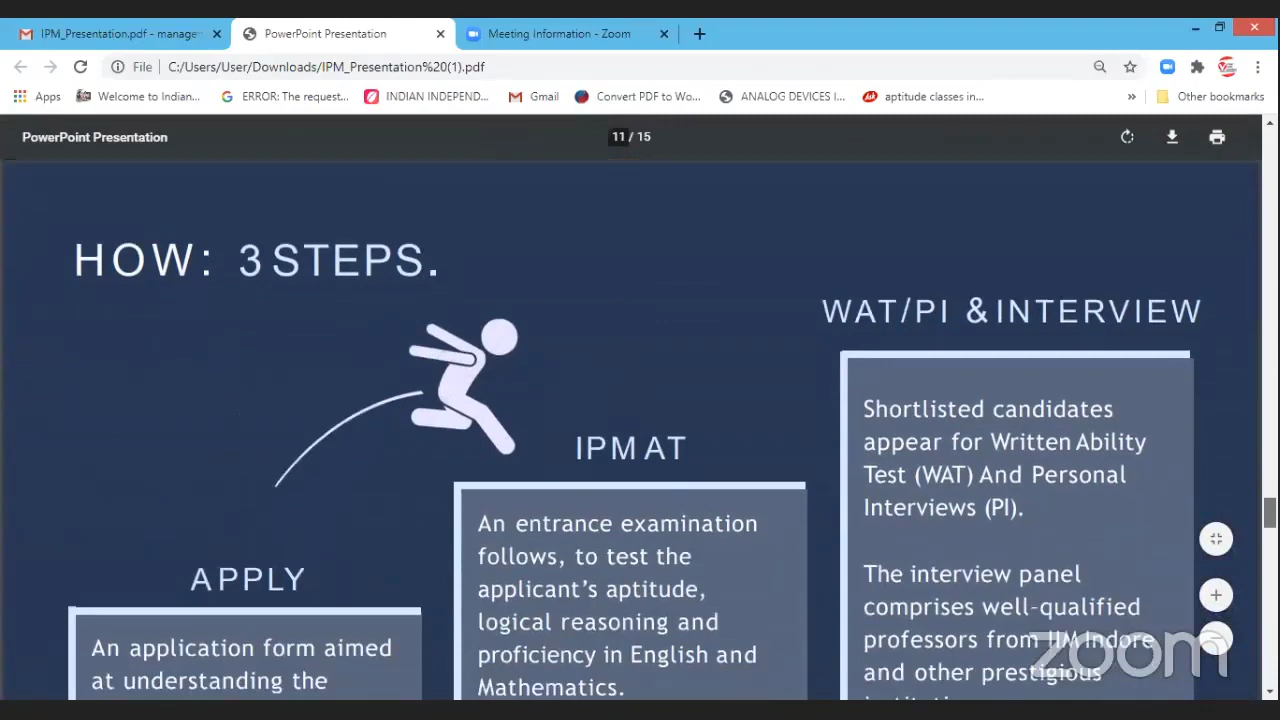 IPM_Presentation.pdf - manage
PowerPoint Presentation
Meeting Information - Zoom
File
C:/Users/User/Downloads/IPM_Presentation%20(1).pdf
Apps
Welcome to Indian...
ERROR: The request...
INDIAN INDEPEND...
Gmail
Convert PDF to Wo...
ANALOG DEVICES I...
aptitude classes in...
»
Other bookmarks
PowerPoint Presentation
11 / 15
HOW: 3 STEPS.
WAT/PI & INTERVIEW
Shortlisted candidates
appear for Written Ability
Test (WAT) And Personal
Interviews (PI).
The interview panel
comprises well-qualified
professors from IIM Indore
and other prestigious
IPMAT
An entrance examination
follows, to test the
applicant's aptitude,
logical reasoning and
proficiency in English and
Mathematics.
APPLY
An application form aimed
at understanding the
zoom